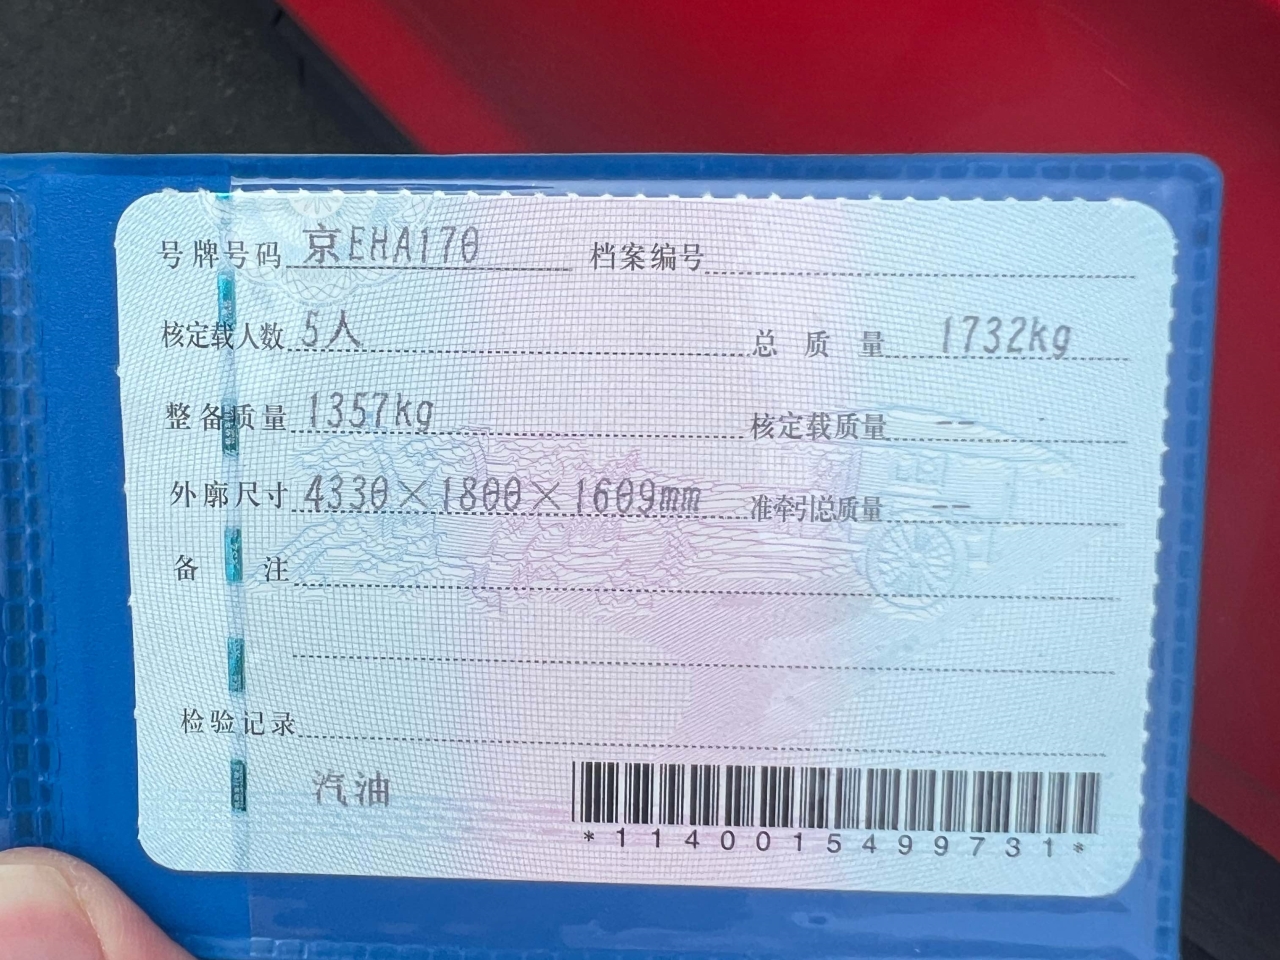 号牌号码 京EHA170 档案编号
核定载人数 5人 总质量 1732kg
整备质量 1357kg 核定载质量 --
外廓尺寸 4330×1800×1609mm 准牵引总质量 --
备注
检验记录
汽油
*1140015499731*